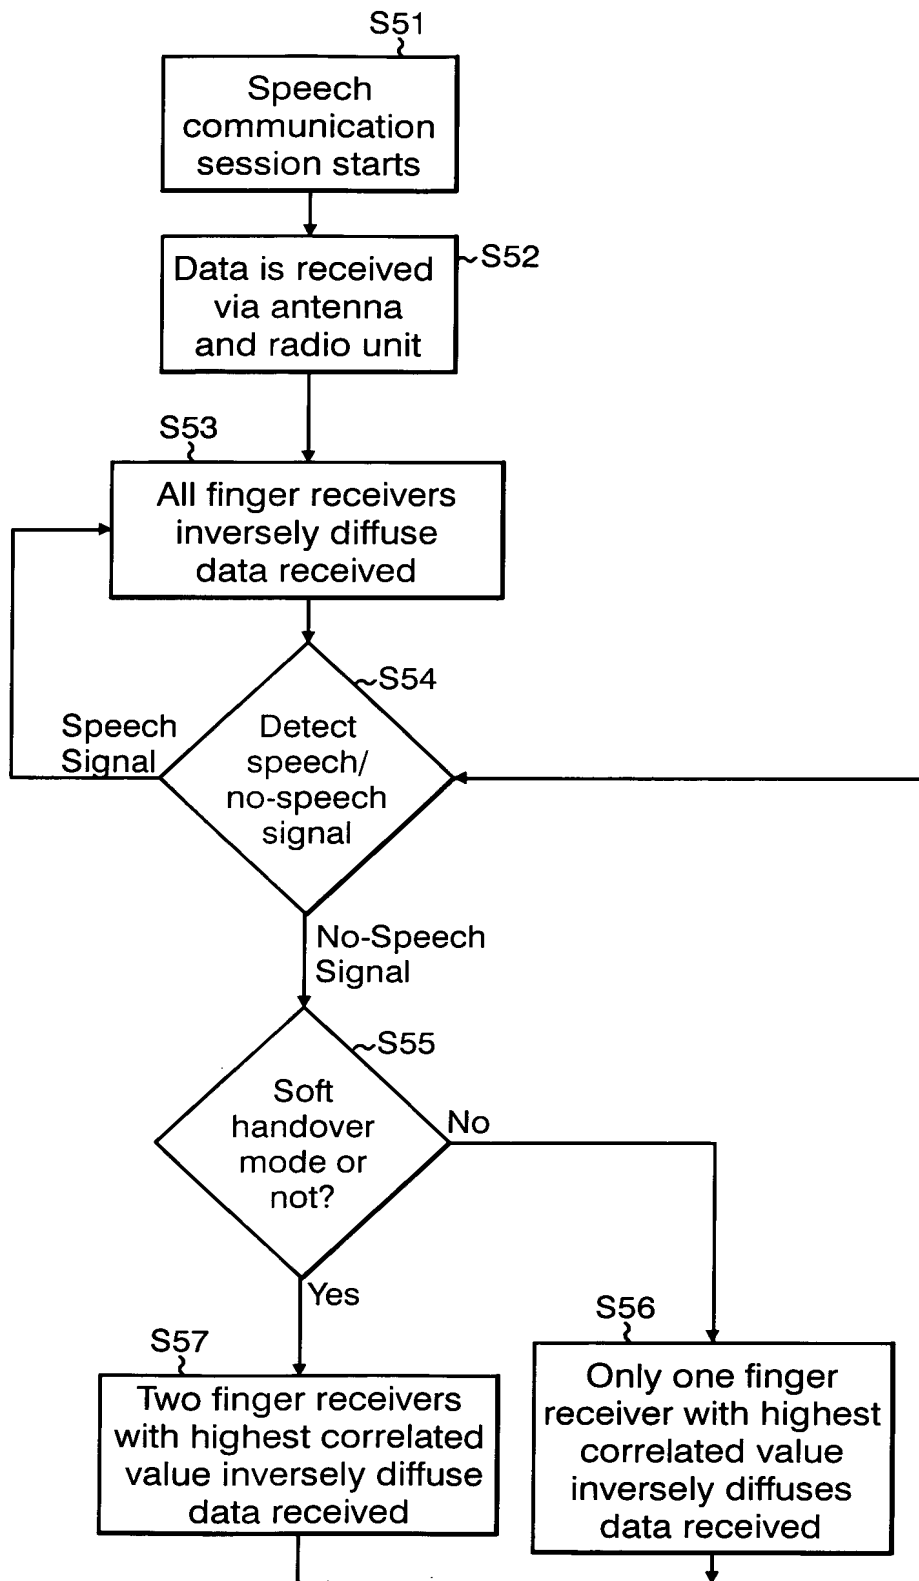 S51
Speech
communication
session starts
Data is received
via antenna
and radio unit
S52
S53
All finger receivers
inversely diffuse
data received
S54
Detect
speech/
no-speech
signal
Speech
Signal
No-Speech
Signal
S55
Soft
handover
mode or
not?
No
Yes
S57
Two finger receivers
with highest correlated
value inversely diffuse
data received
S56
Only one finger
receiver with highest
correlated value
inversely diffuses
data received